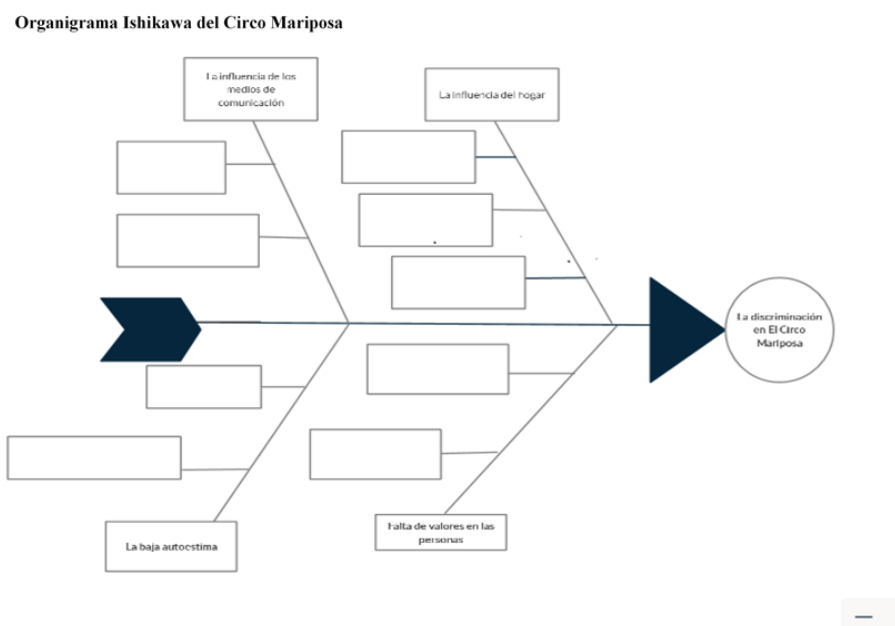 Organigrama Ishikawa del Circo Mariposa
La influencia de los
medios de
comunicación
La influencia del hogar
La discriminación
en El Circo
Mariposa
La baja autoestima
Falta de valores en las
personas